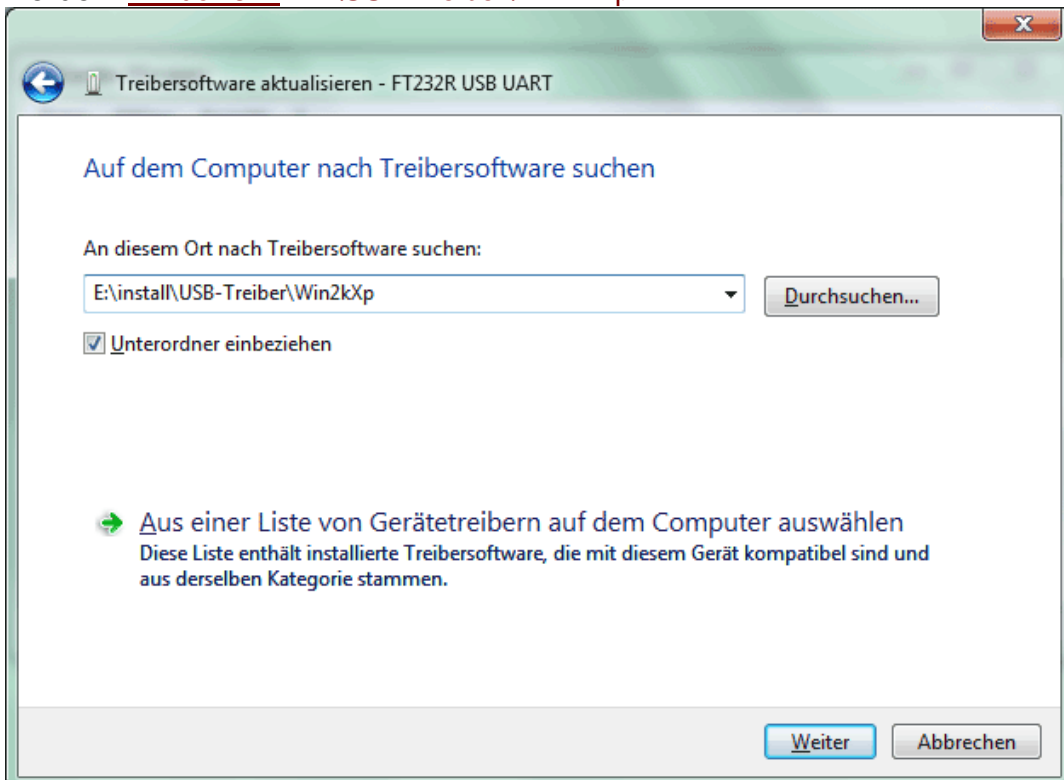 Treibersoftware aktualisieren - FT232R USB UART
Auf dem Computer nach Treibersoftware suchen
An diesem Ort nach Treibersoftware suchen:
E:\install\USB-Treiber\Win2kXp
Durchsuchen...
Unterordner einbeziehen
Aus einer Liste von Gerätetreibern auf dem Computer auswählen
Diese Liste enthält installierte Treibersoftware, die mit diesem Gerät kompatibel sind und
aus derselben Kategorie stammen.
Weiter
Abbrechen